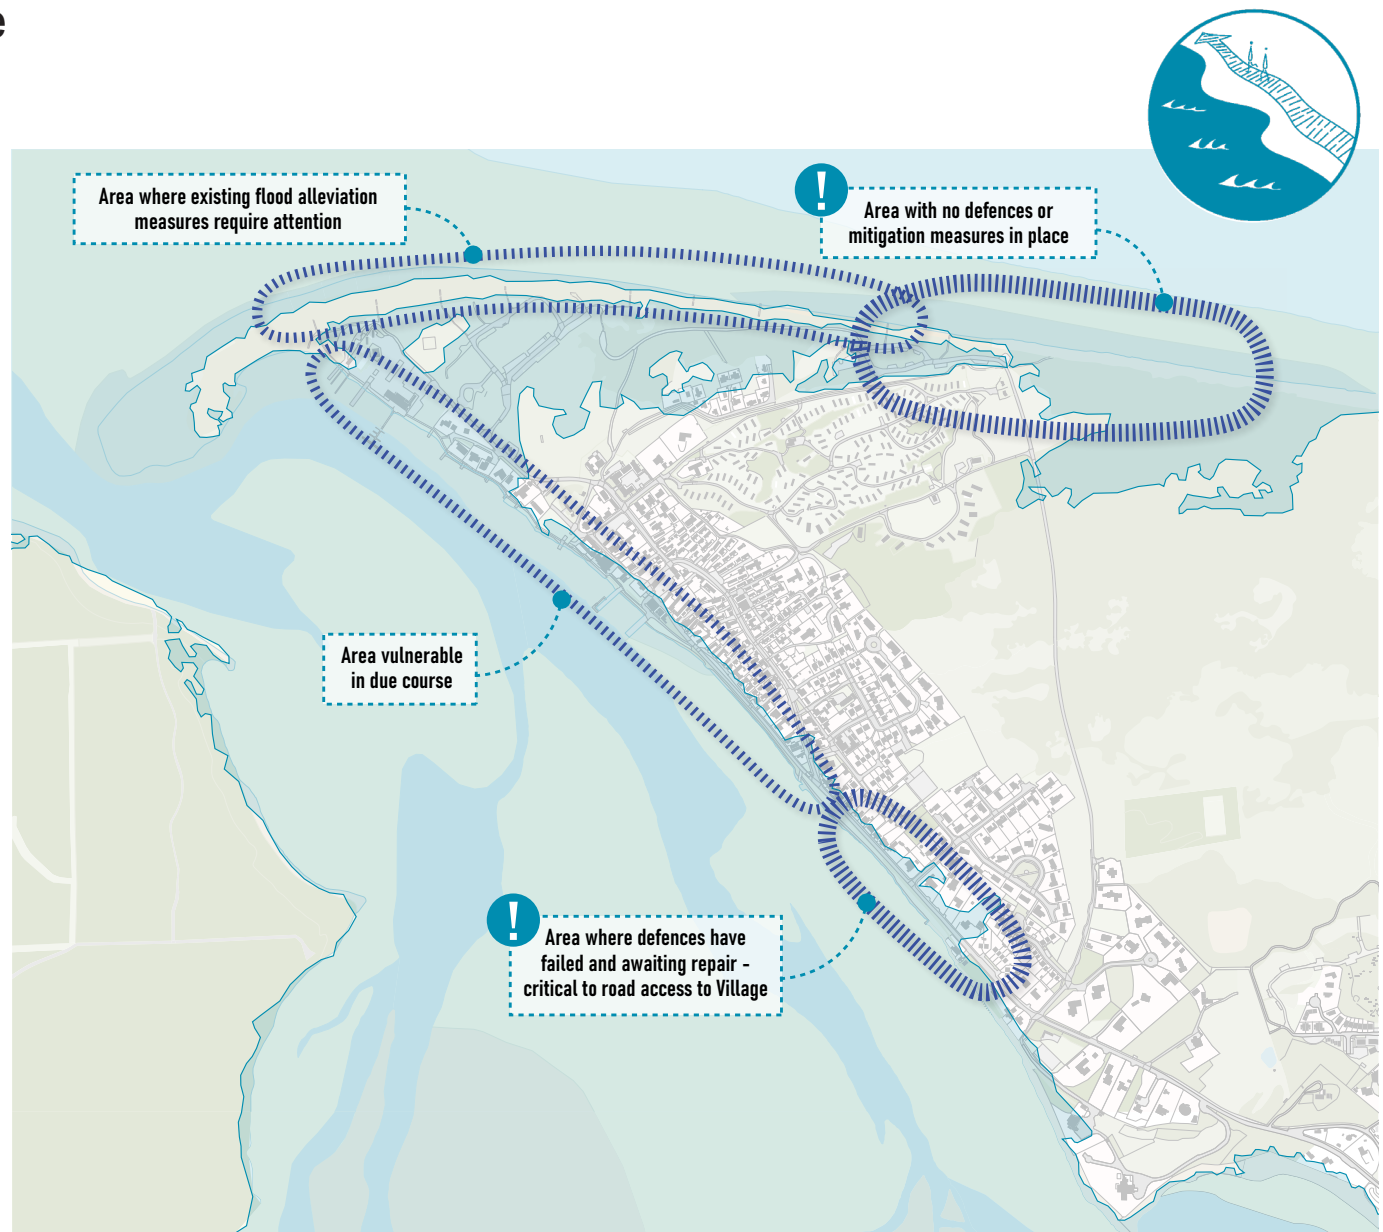 e
Area where existing flood alleviation
measures require attention
!
Area with no defences or
mitigation measures in place
Area vulnerable
in due course
!
Area where defences have
failed and awaiting repair -
critical to road access to Village